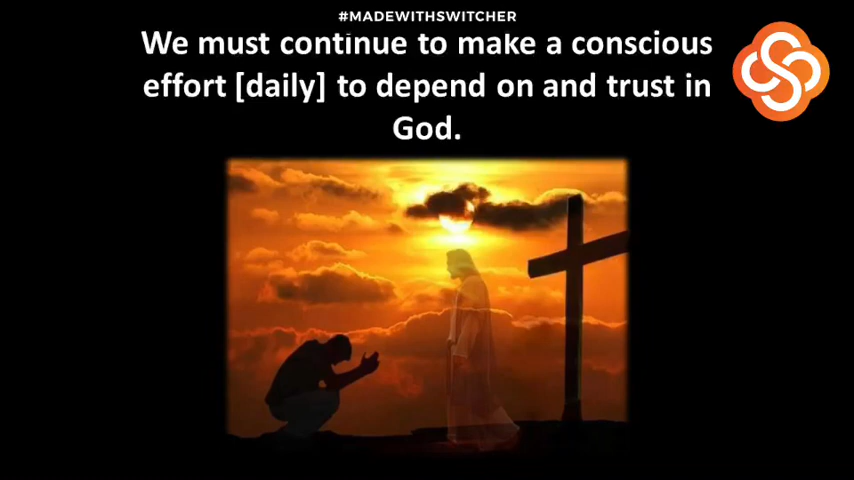 #MADEWITHSWITCHER
We must continue to make a conscious
effort [daily] to depend on and trust in
God.